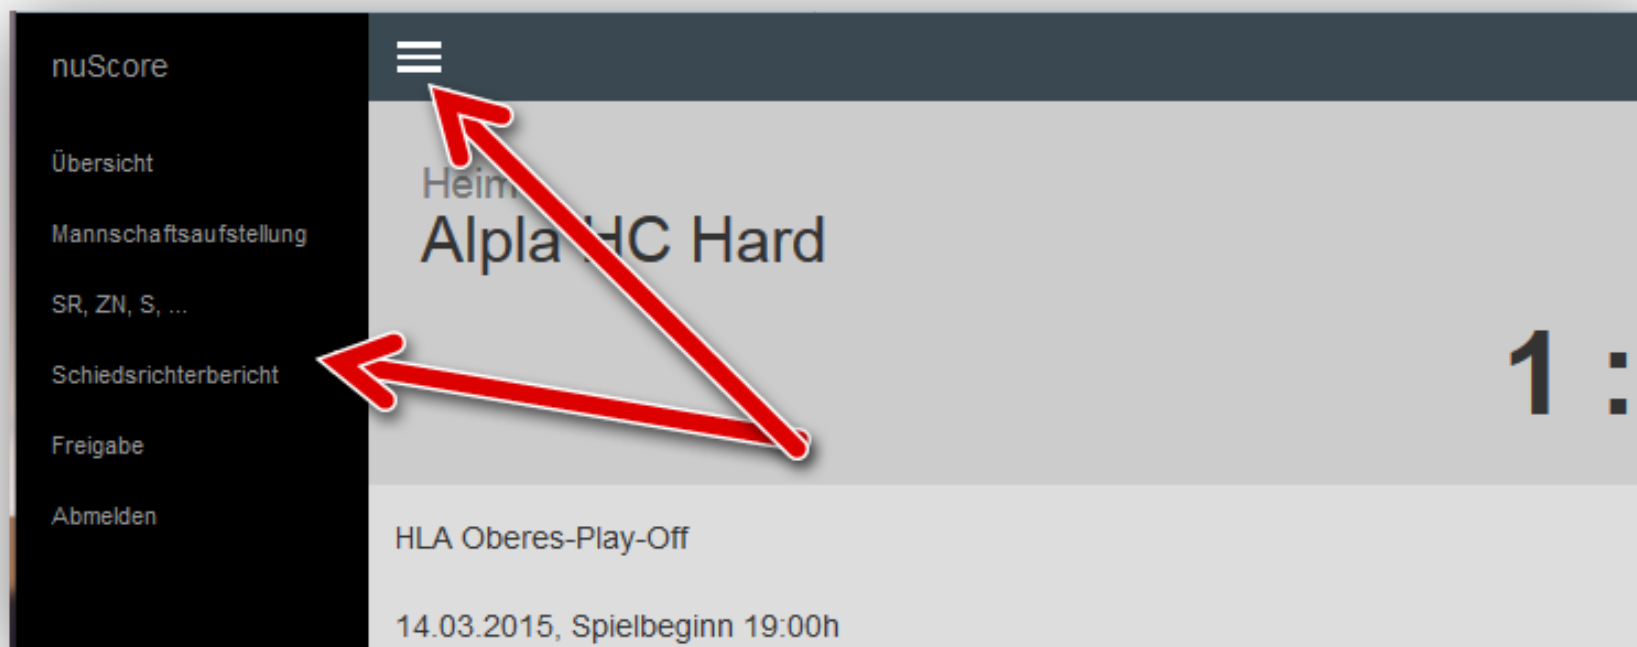 nuScore
Übersicht
Mannschaftsaufstellung
SR, ZN, S, ...
Schiedsrichterbericht
Freigabe
Abmelden
Heim
Alpla HC Hard
1 :
HLA Oberes-Play-Off
14.03.2015, Spielbeginn 19:00h